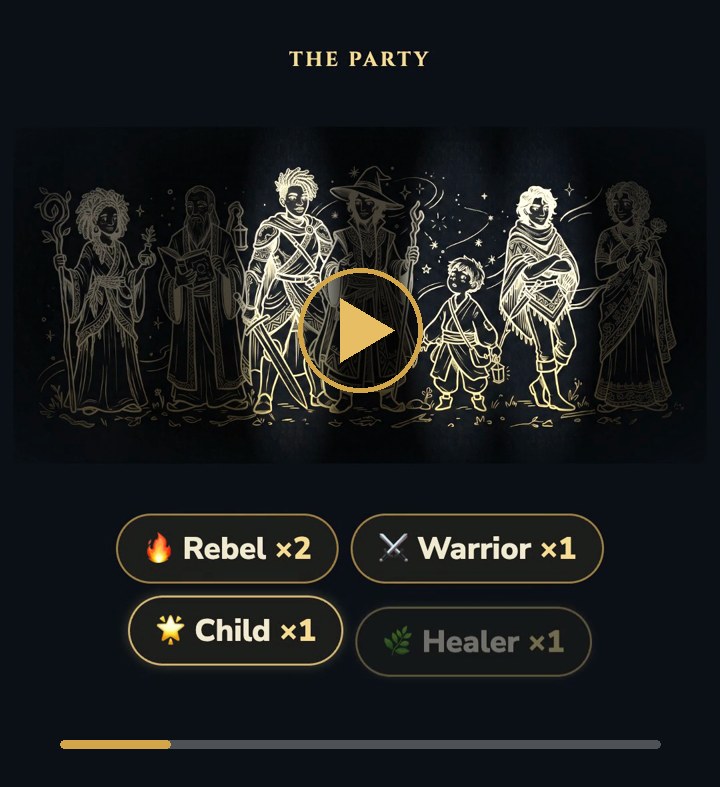 THE PARTY
🔥 Rebel ×2
⚔️ Warrior ×1
🌟 Child ×1
🌿 Healer ×1